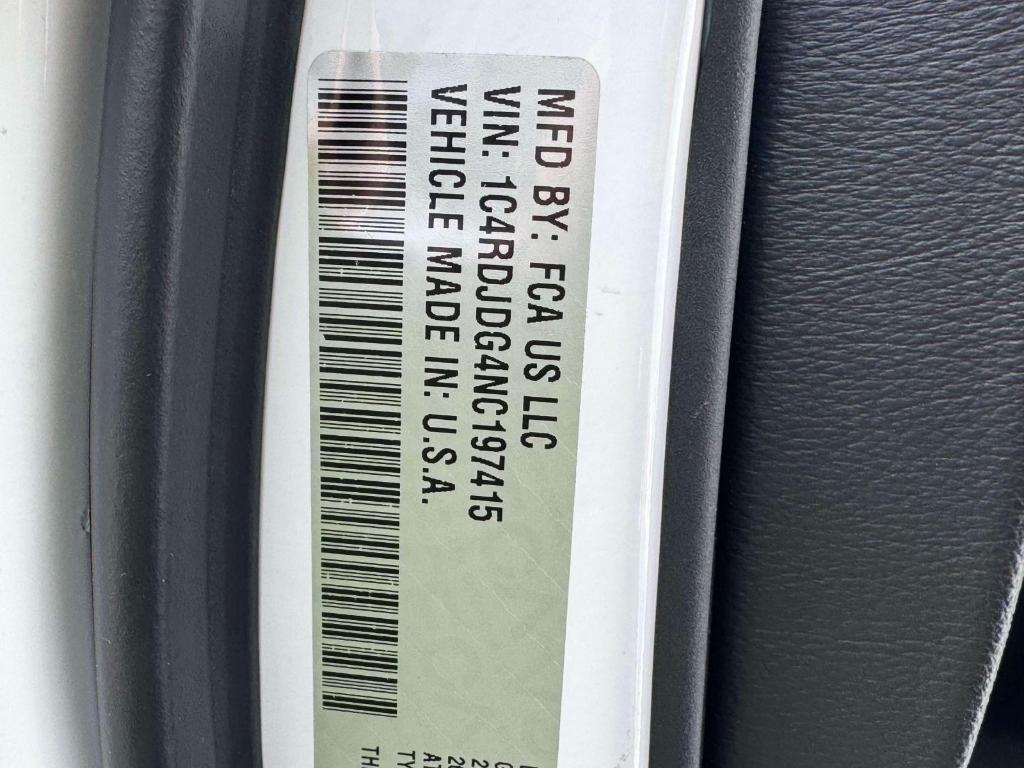 MFD BY: FCA US LLC
VIN: 1C4RDJDG4NC197415
VEHICLE MADE IN: U.S.A.